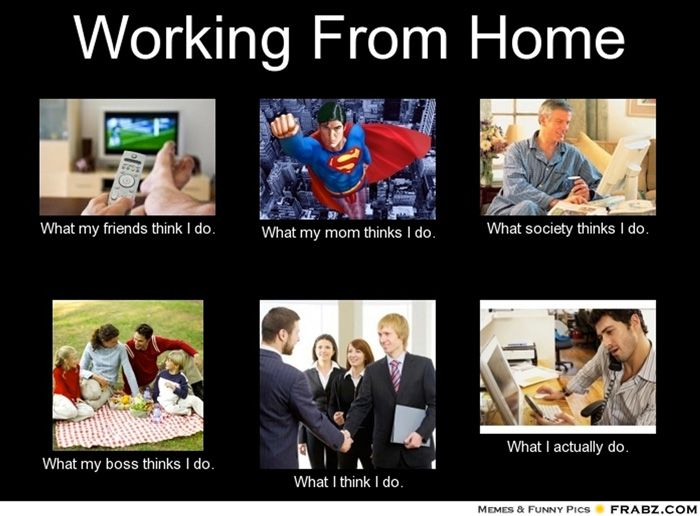 Working From Home
What my friends think I do.
What my mom thinks I do.
What society thinks I do.
What my boss thinks I do.
What I think I do.
What I actually do.
MEMES & FUNNY PICS FRABZ.COM